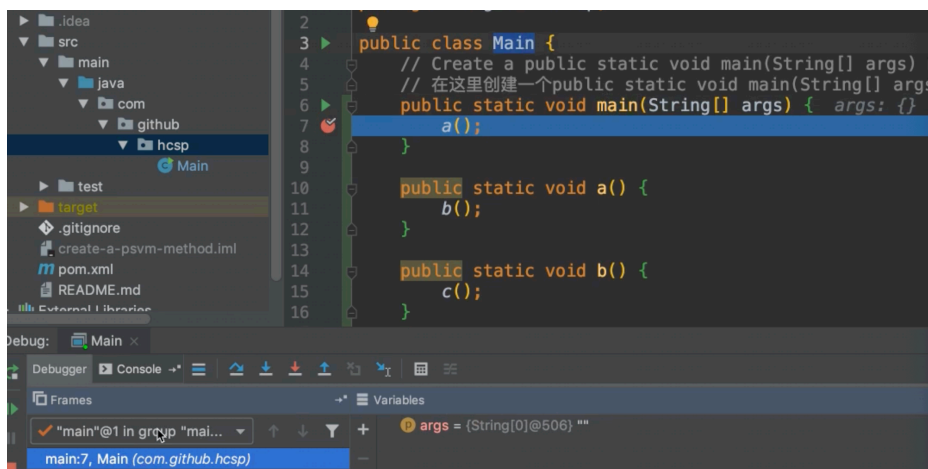 .idea
src
main
java
com
github
hcsp
Main
test
target
.gitignore
create-a-psvm-method.iml
pom.xml
README.md
External Libraries
2
3 public class Main {
4 // Create a public static void main(String[] args)
5 // 在这里创建一个public static void main(String[] args
6 public static void main(String[] args) { args: {}
7 a();
8 }
9
10 public static void a() {
11 b();
12 }
13
14 public static void b() {
15 c();
16 }
Debug: Main
Debugger Console
Frames
Variables
"main"@1 in group "mai...
args = {String[0]@506} ""
main:7, Main (com.github.hcsp)